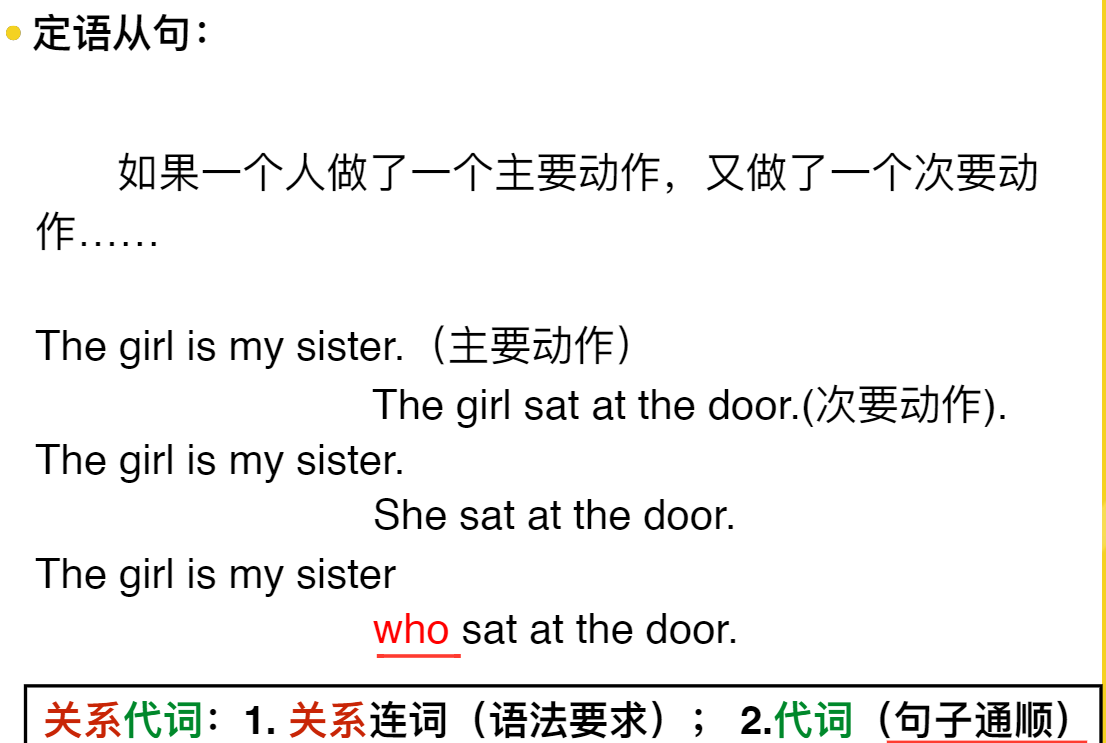 定语从句：
如果一个人做了一个主要动作，又做了一个次要动
作……
The girl is my sister.（主要动作）
The girl sat at the door.(次要动作).
The girl is my sister.
She sat at the door.
The girl is my sister
who sat at the door.
关系代词：1. 关系连词（语法要求）； 2.代词（句子通顺）